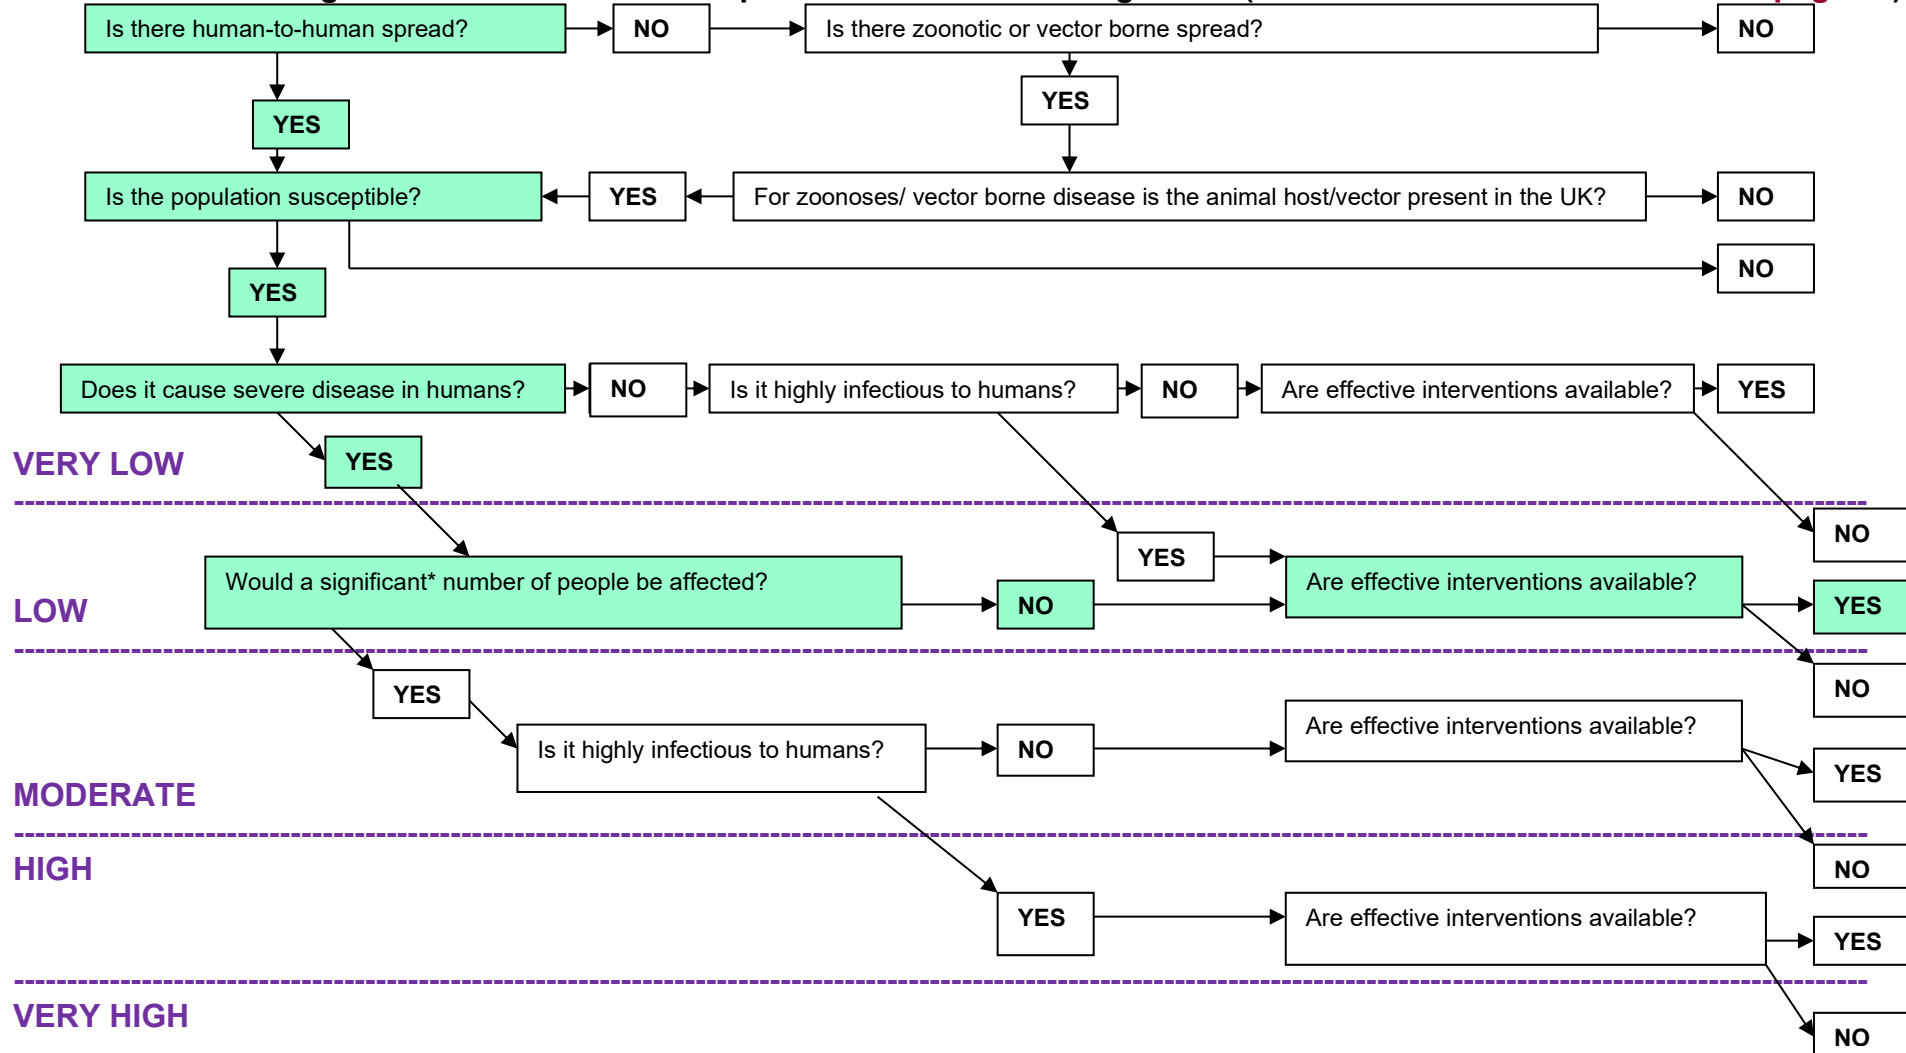 Is there human-to-human spread?
NO
Is there zoonotic or vector borne spread?
NO
YES
YES
Is the population susceptible?
YES
For zoonoses/ vector borne disease is the animal host/vector present in the UK?
NO
NO
YES
Does it cause severe disease in humans?
NO
Is it highly infectious to humans?
NO
Are effective interventions available?
YES
YES
VERY LOW
NO
YES
Would a significant* number of people be affected?
Are effective interventions available?
LOW
NO
YES
YES
NO
Are effective interventions available?
Is it highly infectious to humans?
NO
YES
MODERATE
HIGH
NO
YES
Are effective interventions available?
YES
VERY HIGH
NO